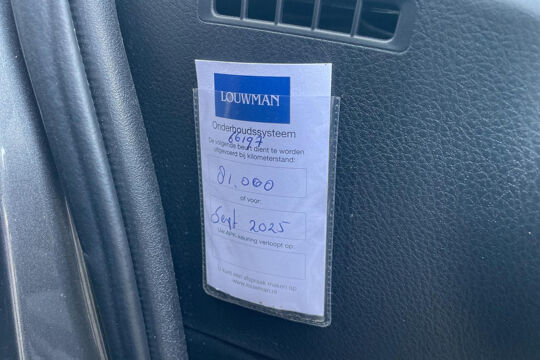 LOUWMAN
Onderhoudssysteem
66197
De volgende beurt dient te worden
uitgevoerd bij kilometerstand:
81.000
of voor:
Sept 2025
Uw APK keuring verloopt op:
U kunt een afspraak maken op
www.louwman.nl